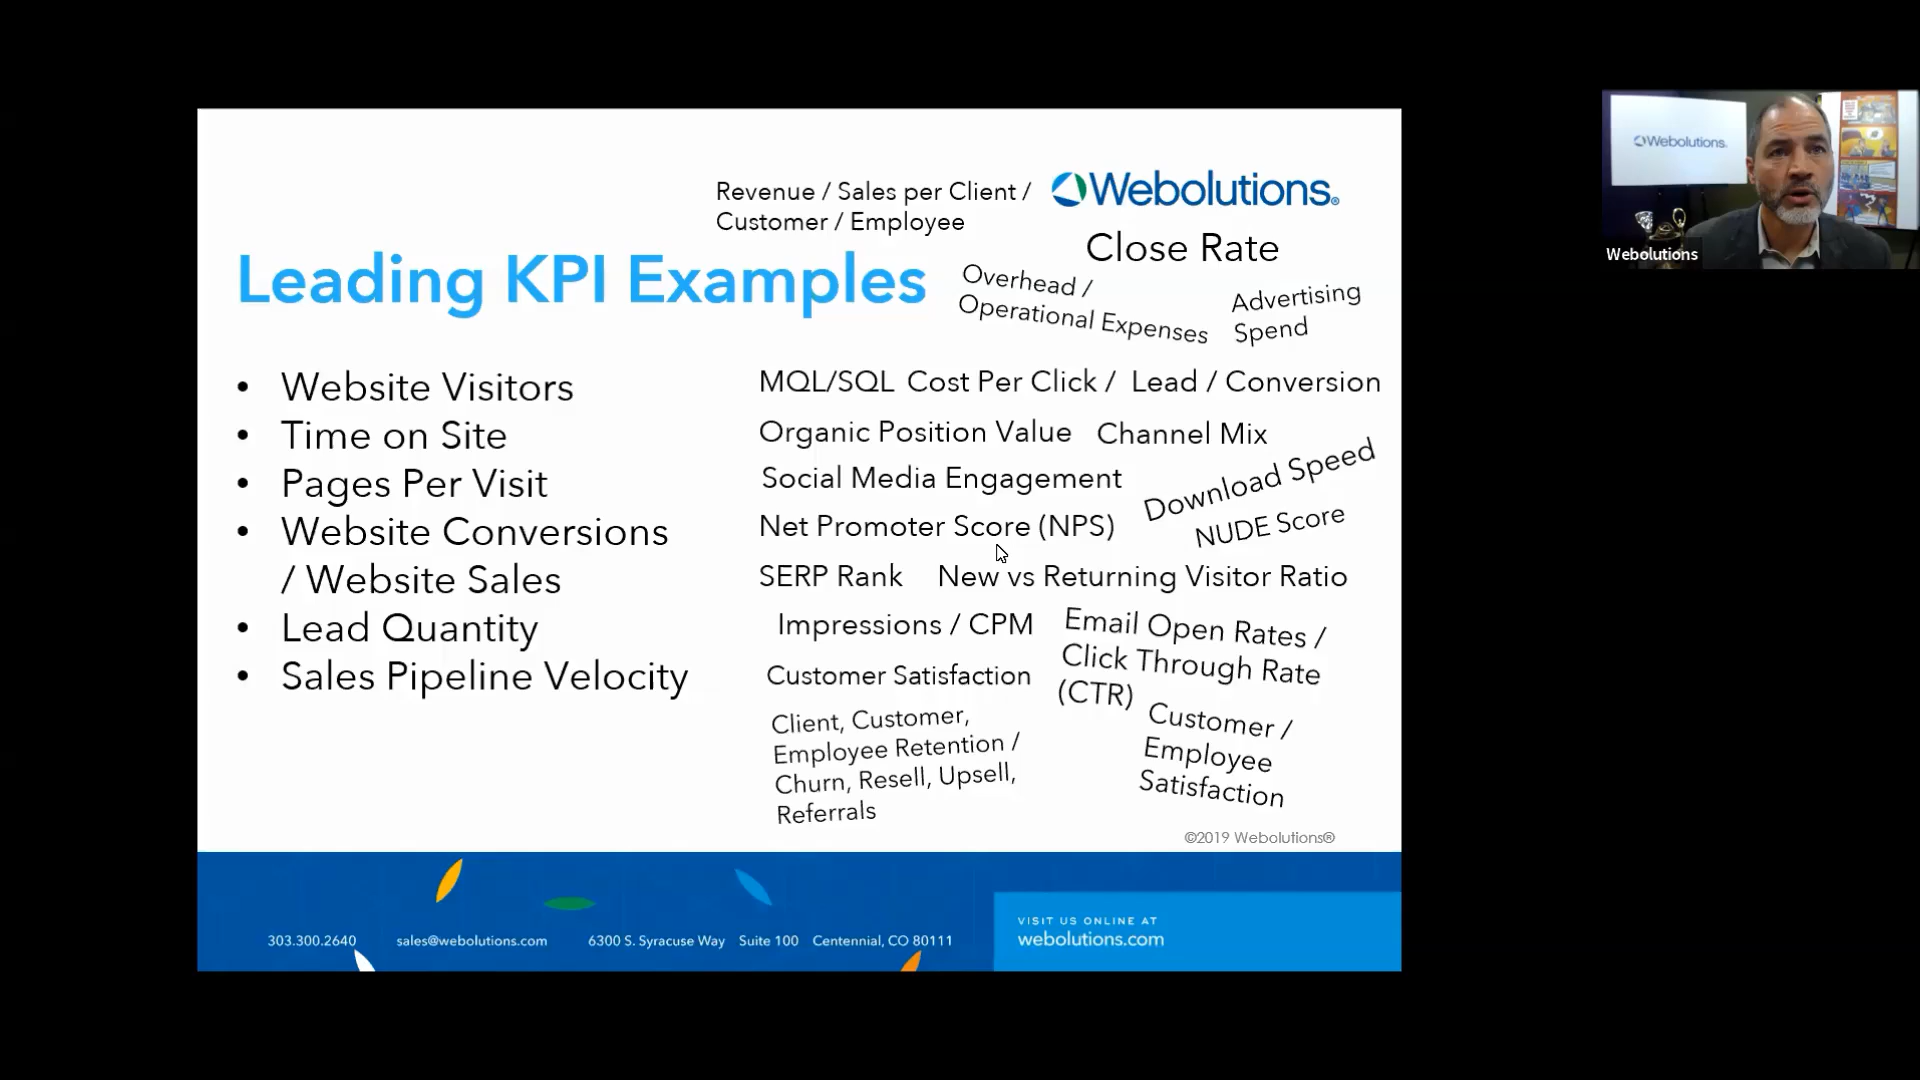 Revenue / Sales per Client /
Customer / Employee
Webolutions®
Close Rate
Leading KPI Examples
Overhead /
Operational Expenses
Advertising
Spend
• Website Visitors
• Time on Site
• Pages Per Visit
• Website Conversions
/ Website Sales
• Lead Quantity
• Sales Pipeline Velocity
MQL/SQL Cost Per Click / Lead / Conversion
Organic Position Value Channel Mix
Social Media Engagement
Download Speed
Net Promoter Score (NPS)
NUDE Score
SERP Rank New vs Returning Visitor Ratio
Impressions / CPM
Email Open Rates /
Click Through Rate
(CTR)
Customer Satisfaction
Client, Customer,
Employee Retention /
Churn, Resell, Upsell,
Referrals
Customer /
Employee
Satisfaction
©2019 Webolutions®
303.300.2640 sales@webolutions.com 6300 S. Syracuse Way Suite 100 Centennial, CO 80111
VISIT US ONLINE AT
webolutions.com
Webolutions.
Webolutions